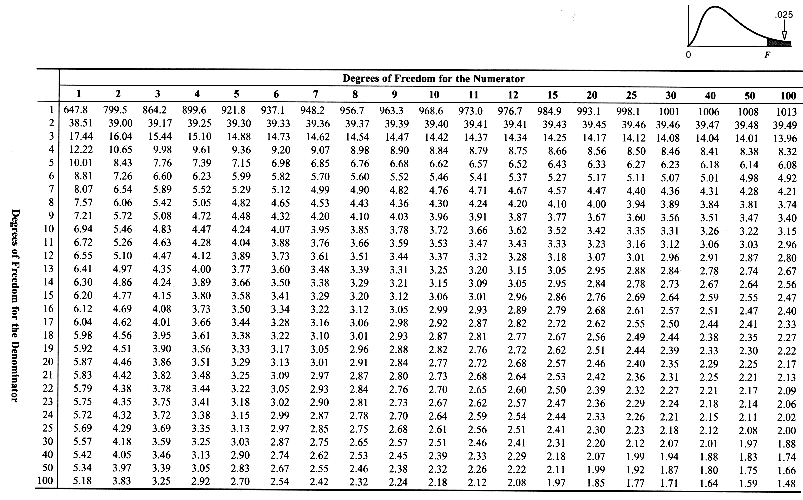 .025
0 F
Degrees of Freedom for the Numerator
1 2 3 4 5 6 7 8 9 10 11 12 15 20 25 30 40 50 100
Degrees of Freedom for the Denominator
1 647.8 799.5 864.2 899.6 921.8 937.1 948.2 956.7 963.3 968.6 973.0 976.7 984.9 993.1 998.1 1001 1006 1008 1013
2 38.51 39.00 39.17 39.25 39.30 39.33 39.36 39.37 39.39 39.40 39.41 39.41 39.43 39.45 39.46 39.46 39.47 39.48 39.49
3 17.44 16.04 15.44 15.10 14.88 14.73 14.62 14.54 14.47 14.42 14.37 14.34 14.25 14.17 14.12 14.08 14.04 14.01 13.96
4 12.22 10.65 9.98 9.61 9.36 9.20 9.07 8.98 8.90 8.84 8.79 8.75 8.66 8.56 8.50 8.46 8.41 8.38 8.32
5 10.01 8.43 7.76 7.39 7.15 6.98 6.85 6.76 6.68 6.62 6.57 6.52 6.43 6.33 6.27 6.23 6.18 6.14 6.08
6 8.81 7.26 6.60 6.23 5.99 5.82 5.70 5.60 5.52 5.46 5.41 5.37 5.27 5.17 5.11 5.07 5.01 4.98 4.92
7 8.07 6.54 5.89 5.52 5.29 5.12 4.99 4.90 4.82 4.76 4.71 4.67 4.57 4.47 4.40 4.36 4.31 4.28 4.21
8 7.57 6.06 5.42 5.05 4.82 4.65 4.53 4.43 4.36 4.30 4.24 4.20 4.10 4.00 3.94 3.89 3.84 3.81 3.74
9 7.21 5.72 5.08 4.72 4.48 4.32 4.20 4.10 4.03 3.96 3.91 3.87 3.77 3.67 3.60 3.56 3.51 3.47 3.40
10 6.94 5.46 4.83 4.47 4.24 4.07 3.95 3.85 3.78 3.72 3.66 3.62 3.52 3.42 3.35 3.31 3.26 3.22 3.15
11 6.72 5.26 4.63 4.28 4.04 3.88 3.76 3.66 3.59 3.53 3.47 3.43 3.33 3.23 3.16 3.12 3.06 3.03 2.96
12 6.55 5.10 4.47 4.12 3.89 3.73 3.61 3.51 3.44 3.37 3.32 3.28 3.18 3.07 3.01 2.96 2.91 2.87 2.80
13 6.41 4.97 4.35 4.00 3.77 3.60 3.48 3.39 3.31 3.25 3.20 3.15 3.05 2.95 2.88 2.84 2.78 2.74 2.67
14 6.30 4.86 4.24 3.89 3.66 3.50 3.38 3.29 3.21 3.15 3.09 3.05 2.95 2.84 2.78 2.73 2.67 2.64 2.56
15 6.20 4.77 4.15 3.80 3.58 3.41 3.29 3.20 3.12 3.06 3.01 2.96 2.86 2.76 2.69 2.64 2.59 2.55 2.47
16 6.12 4.69 4.08 3.73 3.50 3.34 3.22 3.12 3.05 2.99 2.93 2.89 2.79 2.68 2.61 2.57 2.51 2.47 2.40
17 6.04 4.62 4.01 3.66 3.44 3.28 3.16 3.06 2.98 2.92 2.87 2.82 2.72 2.62 2.55 2.50 2.44 2.41 2.33
18 5.98 4.56 3.95 3.61 3.38 3.22 3.10 3.01 2.93 2.87 2.81 2.77 2.67 2.56 2.49 2.44 2.38 2.35 2.27
19 5.92 4.51 3.90 3.56 3.33 3.17 3.05 2.96 2.88 2.82 2.76 2.72 2.62 2.51 2.44 2.39 2.33 2.30 2.22
20 5.87 4.46 3.86 3.51 3.29 3.13 3.01 2.91 2.84 2.77 2.72 2.68 2.57 2.46 2.40 2.35 2.29 2.25 2.17
21 5.83 4.42 3.82 3.48 3.25 3.09 2.97 2.87 2.80 2.73 2.68 2.64 2.53 2.42 2.36 2.31 2.25 2.21 2.13
22 5.79 4.38 3.78 3.44 3.22 3.05 2.93 2.84 2.76 2.70 2.65 2.60 2.50 2.39 2.32 2.27 2.21 2.17 2.09
23 5.75 4.35 3.75 3.41 3.18 3.02 2.90 2.81 2.73 2.67 2.62 2.57 2.47 2.36 2.29 2.24 2.18 2.14 2.06
24 5.72 4.32 3.72 3.38 3.15 2.99 2.87 2.78 2.70 2.64 2.59 2.54 2.44 2.33 2.26 2.21 2.15 2.11 2.02
25 5.69 4.29 3.69 3.35 3.13 2.97 2.85 2.75 2.68 2.61 2.56 2.51 2.41 2.30 2.23 2.18 2.12 2.08 2.00
30 5.57 4.18 3.59 3.25 3.03 2.87 2.75 2.65 2.57 2.51 2.46 2.41 2.31 2.20 2.12 2.07 2.01 1.97 1.88
40 5.42 4.05 3.46 3.13 2.90 2.74 2.62 2.53 2.45 2.39 2.33 2.29 2.18 2.07 1.99 1.94 1.88 1.83 1.74
50 5.34 3.97 3.39 3.05 2.83 2.67 2.55 2.46 2.38 2.32 2.26 2.22 2.11 1.99 1.92 1.87 1.80 1.75 1.66
100 5.18 3.83 3.25 2.92 2.70 2.54 2.42 2.32 2.24 2.18 2.12 2.08 1.97 1.85 1.77 1.71 1.64 1.59 1.48